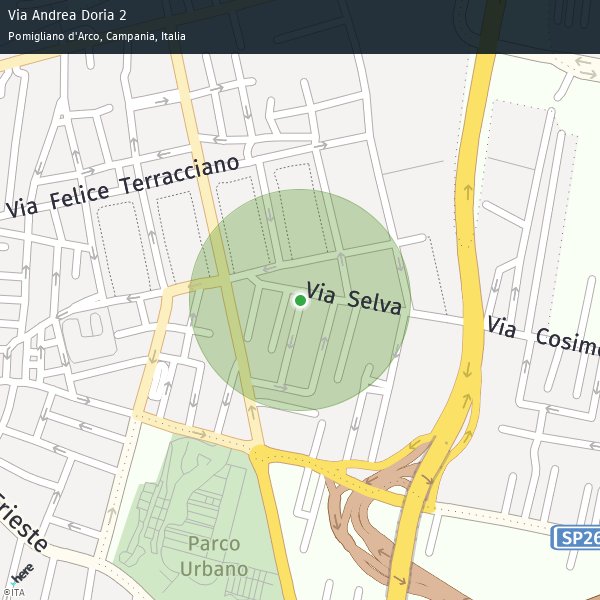 Via Andrea Doria 2
Pomigliano d'Arco, Campania, Italia
Via Felice Terracciano
Via Selva
Via Cosimo
Trieste
SP26
Parco
Urbano
here
©ITA